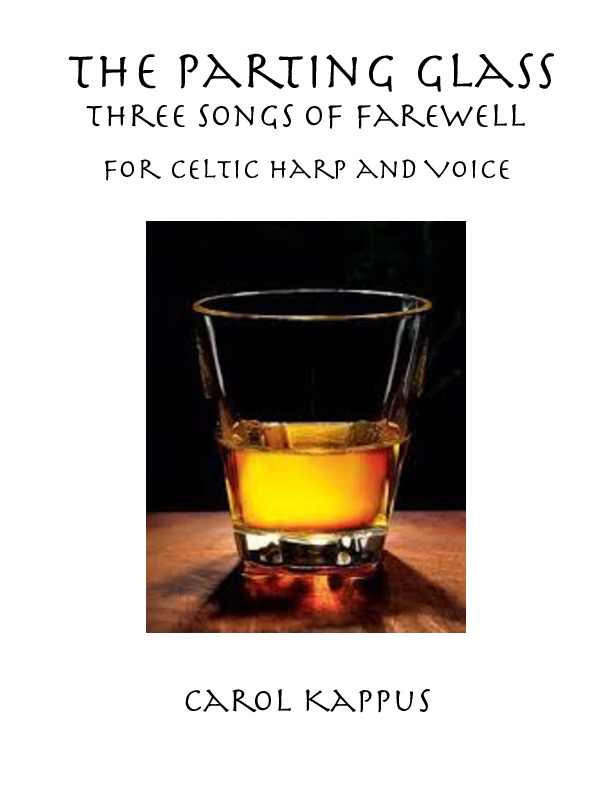 THE PARTING GLASS
THREE SONGS OF FAREWELL
FOR CELTIC HARP AND VOICE
CAROL KAPPUS